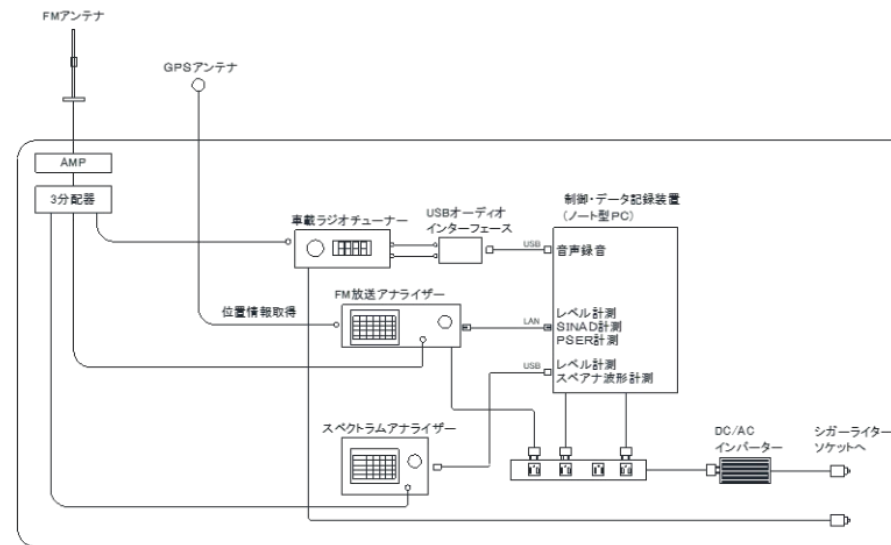 FMアンテナ
GPSアンテナ
AMP
3分配器
車載ラジオチューナー
USBオーディオ
インターフェース
制御・データ記録装置
(ノート型PC)
USB
音声録音
FM放送アナライザー
位置情報取得
LAN
レベル計測
SINAD計測
PSER計測
USB
レベル計測
スペアナ波形計測
スペクトラムアナライザー
DC/AC
インバーター
シガーライター
ソケットへ